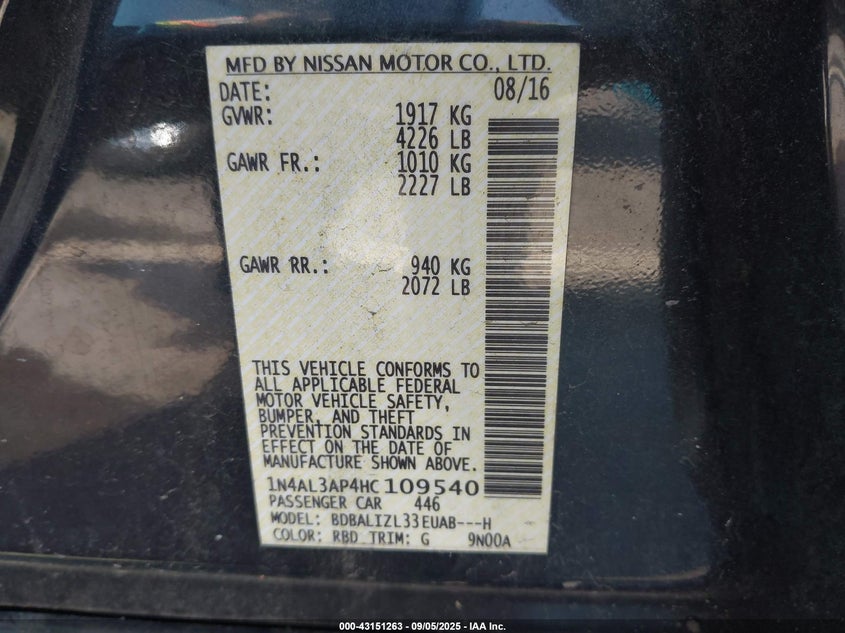 MFD BY NISSAN MOTOR CO., LTD.
DATE: 08/16
GVWR: 1917 KG
4226 LB
GAWR FR.: 1010 KG
2227 LB
GAWR RR.: 940 KG
2072 LB
THIS VEHICLE CONFORMS TO
ALL APPLICABLE FEDERAL
MOTOR VEHICLE SAFETY,
BUMPER, AND THEFT
PREVENTION STANDARDS IN
EFFECT ON THE DATE OF
MANUFACTURE SHOWN ABOVE.
1N4AL3AP4HC109540
PASSENGER CAR 446
MODEL: BDBALIZL33EUAB---H
COLOR: RBD TRIM: G 9N00A
000-43151263 - 09/05/2025 - IAA Inc.